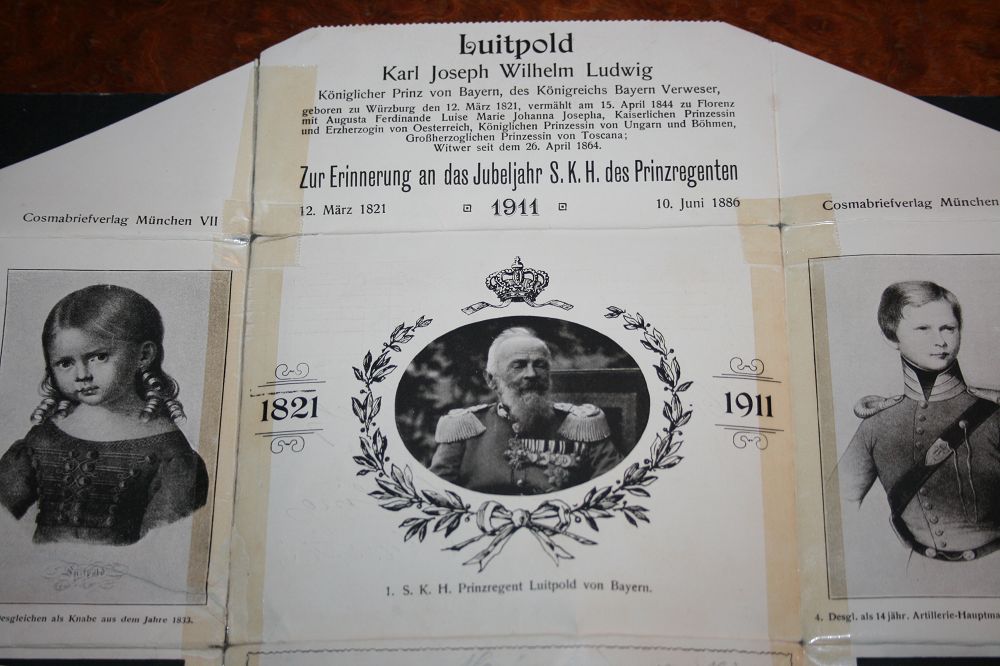 Luitpold
Karl Joseph Wilhelm Ludwig
Königlicher Prinz von Bayern, des Königreichs Bayern Verweser,
geboren zu Würzburg den 12. März 1821, vermählt am 15. April 1844 zu Florenz
mit Augusta Ferdinande Luise Marie Johanna Josepha, Kaiserlichen Prinzessin
und Erzherzogin von Oesterreich, Königlichen Prinzessin von Ungarn und Böhmen,
Großherzoglichen Prinzessin von Toscana;
Witwer seit dem 26. April 1864.
Zur Erinnerung an das Jubeljahr S. K. H. des Prinzregenten
12. März 1821 1911 10. Juni 1886
Cosmabriefverlag München VII
Cosmabriefverlag München
1821
1911
1. S. K. H. Prinzregent Luitpold von Bayern.
Luitpold
Desgleichen als Knabe aus dem Jahre 1833.
4. Desgl. als 14 jähr. Artillerie-Hauptma